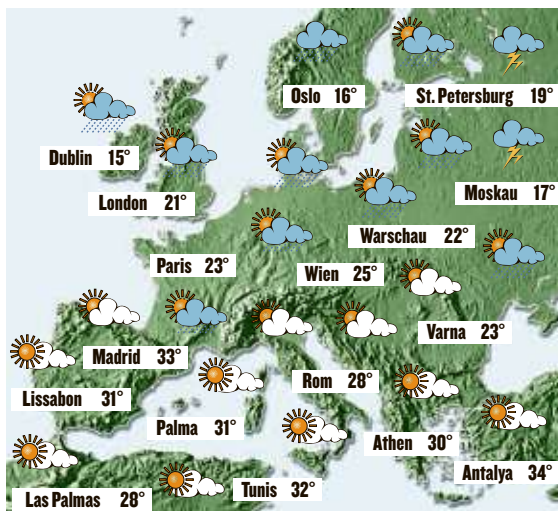 Oslo 16°
St. Petersburg 19°
Dublin 15°
London 21°
Moskau 17°
Warschau 22°
Paris 23°
Wien 25°
Varna 23°
Madrid 33°
Rom 28°
Lissabon 31°
Palma 31°
Athen 30°
Antalya 34°
Las Palmas 28°
Tunis 32°